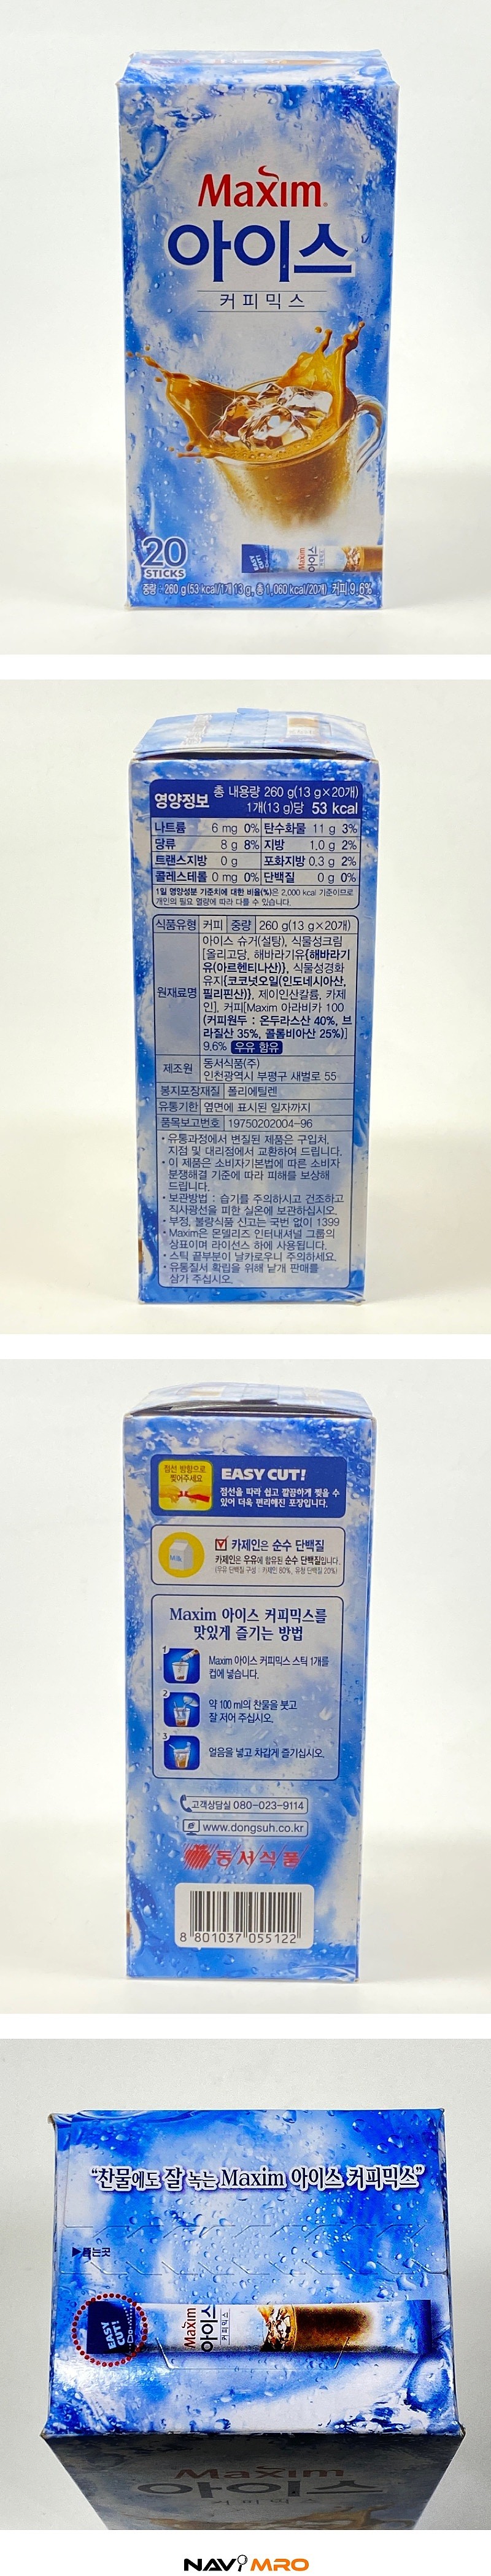 Maxim
아이스
커피믹스
EASY CUT!
Maxim
아이스
20
STICKS
중량 : 260 g(53 kcal/1개 13 g, 총 1,060 kcal/20개) 커피 9.6%
영양정보
총 내용량 260 g(13 g×20개)
1개(13 g)당 53 kcal
나트륨 6 mg 0% 탄수화물 11 g 3%
당류 8 g 8% 지방 1.0 g 2%
트랜스지방 0 g 포화지방 0.3 g 2%
콜레스테롤 0 mg 0% 단백질 0 g 0%
1일 영양성분 기준치에 대한 비율(%)은 2,000 kcal 기준이므로
개인의 필요 열량에 따라 다를 수 있습니다.
식품유형 커피 중량 260 g(13 g×20개)
원재료명
아이스 슈거(설탕), 식물성크림
[올리고당, 해바라기유{해바라기
유(아르헨티나산)}, 식물성경화
유지{코코넛오일(인도네시아산,
필리핀산)}, 제이인산칼륨, 카제
인], 커피[Maxim 아라비카 100
(커피원두 : 온두라스산 40%, 브
라질산 35%, 콜롬비아산 25%)]
9.6% 우유 함유
제조원 동서식품(주)
인천광역시 부평구 새벌로 55
봉지포장재질 폴리에틸렌
유통기한 옆면에 표시된 일자까지
품목보고번호 19750202004-96
• 유통과정에서 변질된 제품은 구입처,
지점 및 대리점에서 교환하여 드립니다.
• 이 제품은 소비자기본법에 따른 소비자
분쟁해결 기준에 따라 피해를 보상해
드립니다.
• 보관방법 : 습기를 주의하시고 건조하고
직사광선을 피한 실온에 보관하십시오.
• 부정, 불량식품 신고는 국번 없이 1399
• Maxim은 몬델리즈 인터내셔널 그룹의
상표이며 라이선스 하에 사용됩니다.
• 스틱 끝부분이 날카로우니 주의하세요.
• 유통질서 확립을 위해 낱개 판매를
삼가 주십시오.
점선 방향으로
찢어주세요
EASY CUT!
점선을 따라 쉽고 깔끔하게 찢을 수
있어 더욱 편리해진 포장입니다.
Milk
카제인은 순수 단백질
카제인은 우유에 함유된 순수 단백질입니다.
(우유 단백질 구성 : 카제인 80%, 유청 단백질 20%)
Maxim 아이스 커피믹스를
맛있게 즐기는 방법
1
Maxim 아이스 커피믹스 스틱 1개를
컵에 넣습니다.
2
약 100 ml의 찬물을 붓고
잘 저어 주십시오.
3
얼음을 넣고 차갑게 즐기십시오.
고객상담실 080-023-9114
www.dongsuh.co.kr
동서식품
8 801037 055122
"찬물에도 잘 녹는 Maxim 아이스 커피믹스"
▶뜯는곳
EASY
CUT!
Maxim
아이스
커피믹스
Maxim
아이스
NAVIMRO